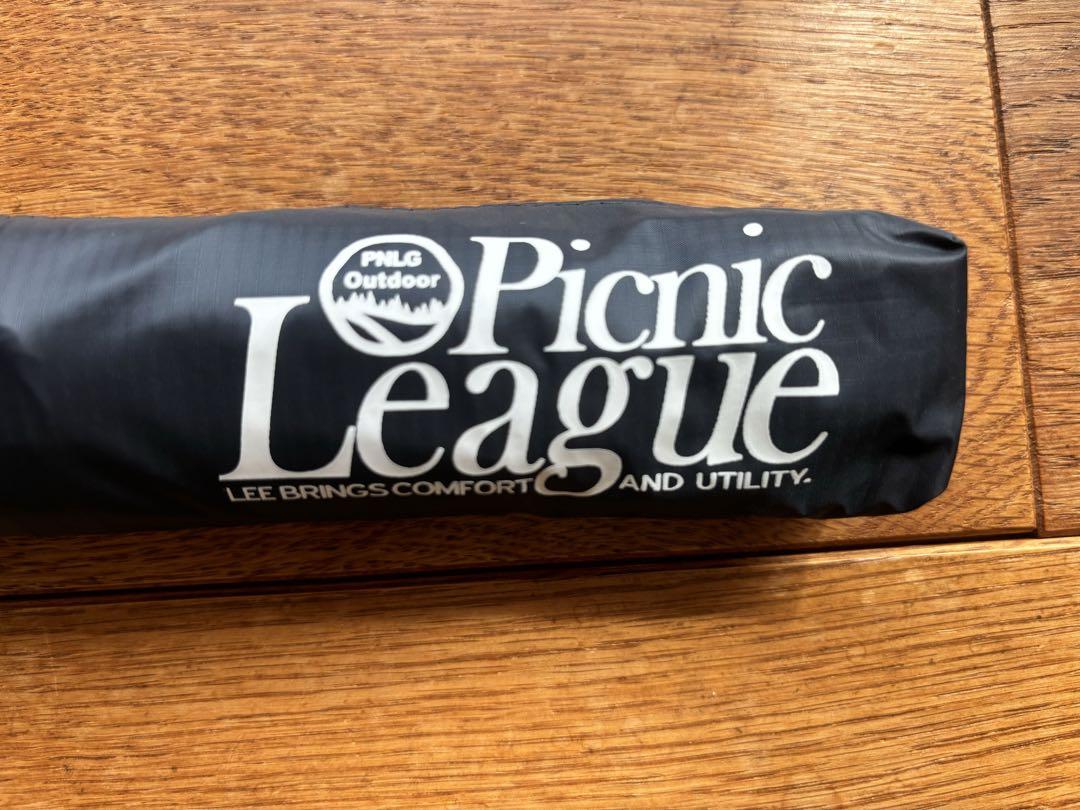 PNLG
Outdoor
Picnic
League
LEE BRINGS COMFORT AND UTILITY.